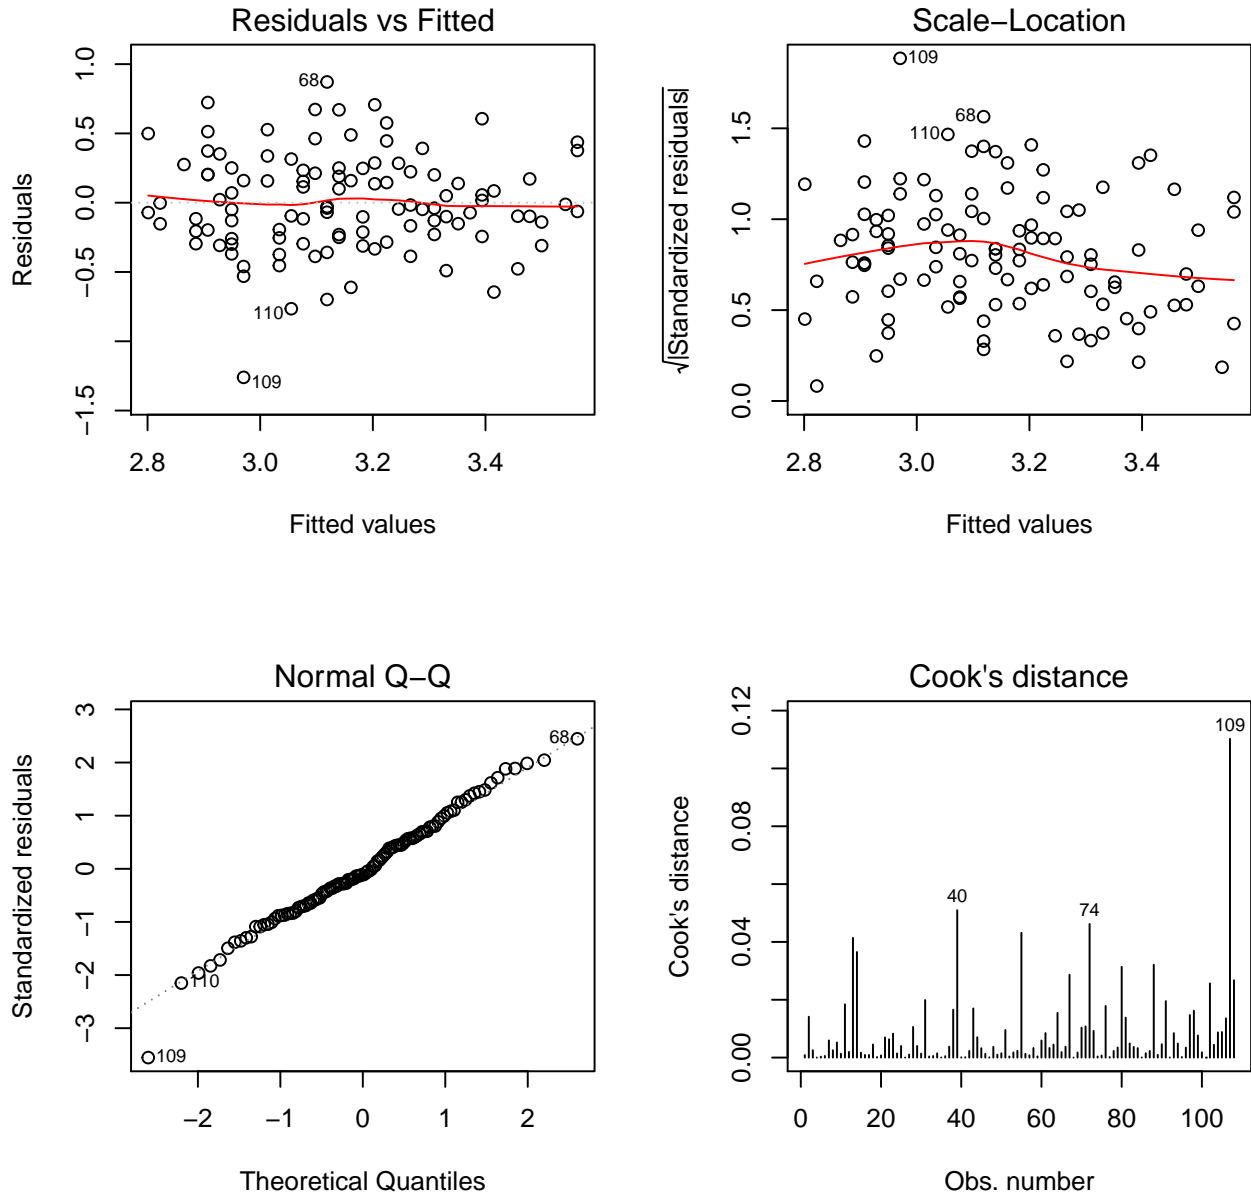 Residuals vs Fitted
Residuals
1.0
0.5
0.0
−0.5
−1.5
68
110
109
2.8 3.0 3.2 3.4
Fitted values
Scale−Location
√|Standardized residuals|
1.5
1.0
0.5
0.0
109
68
110
2.8 3.0 3.2 3.4
Fitted values
Normal Q−Q
Standardized residuals
3
2
1
0
−1
−2
−3
68
110
109
−2 −1 0 1 2
Theoretical Quantiles
Cook's distance
Cook's distance
0.12
0.08
0.04
0.00
109
40
74
0 20 40 60 80 100
Obs. number